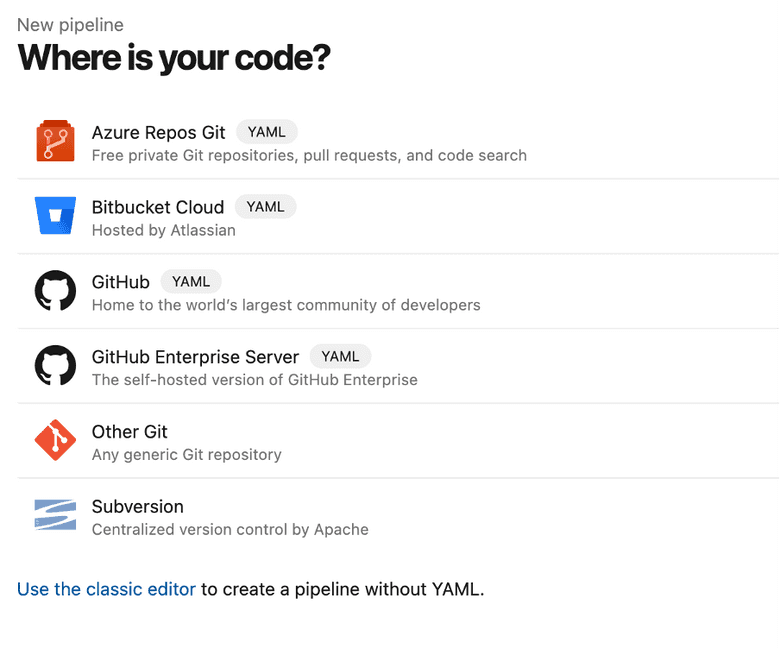 New pipeline
Where is your code?
Azure Repos Git YAML
Free private Git repositories, pull requests, and code search
Bitbucket Cloud YAML
Hosted by Atlassian
GitHub YAML
Home to the world’s largest community of developers
GitHub Enterprise Server YAML
The self-hosted version of GitHub Enterprise
Other Git
Any generic Git repository
Subversion
Centralized version control by Apache
Use the classic editor to create a pipeline without YAML.